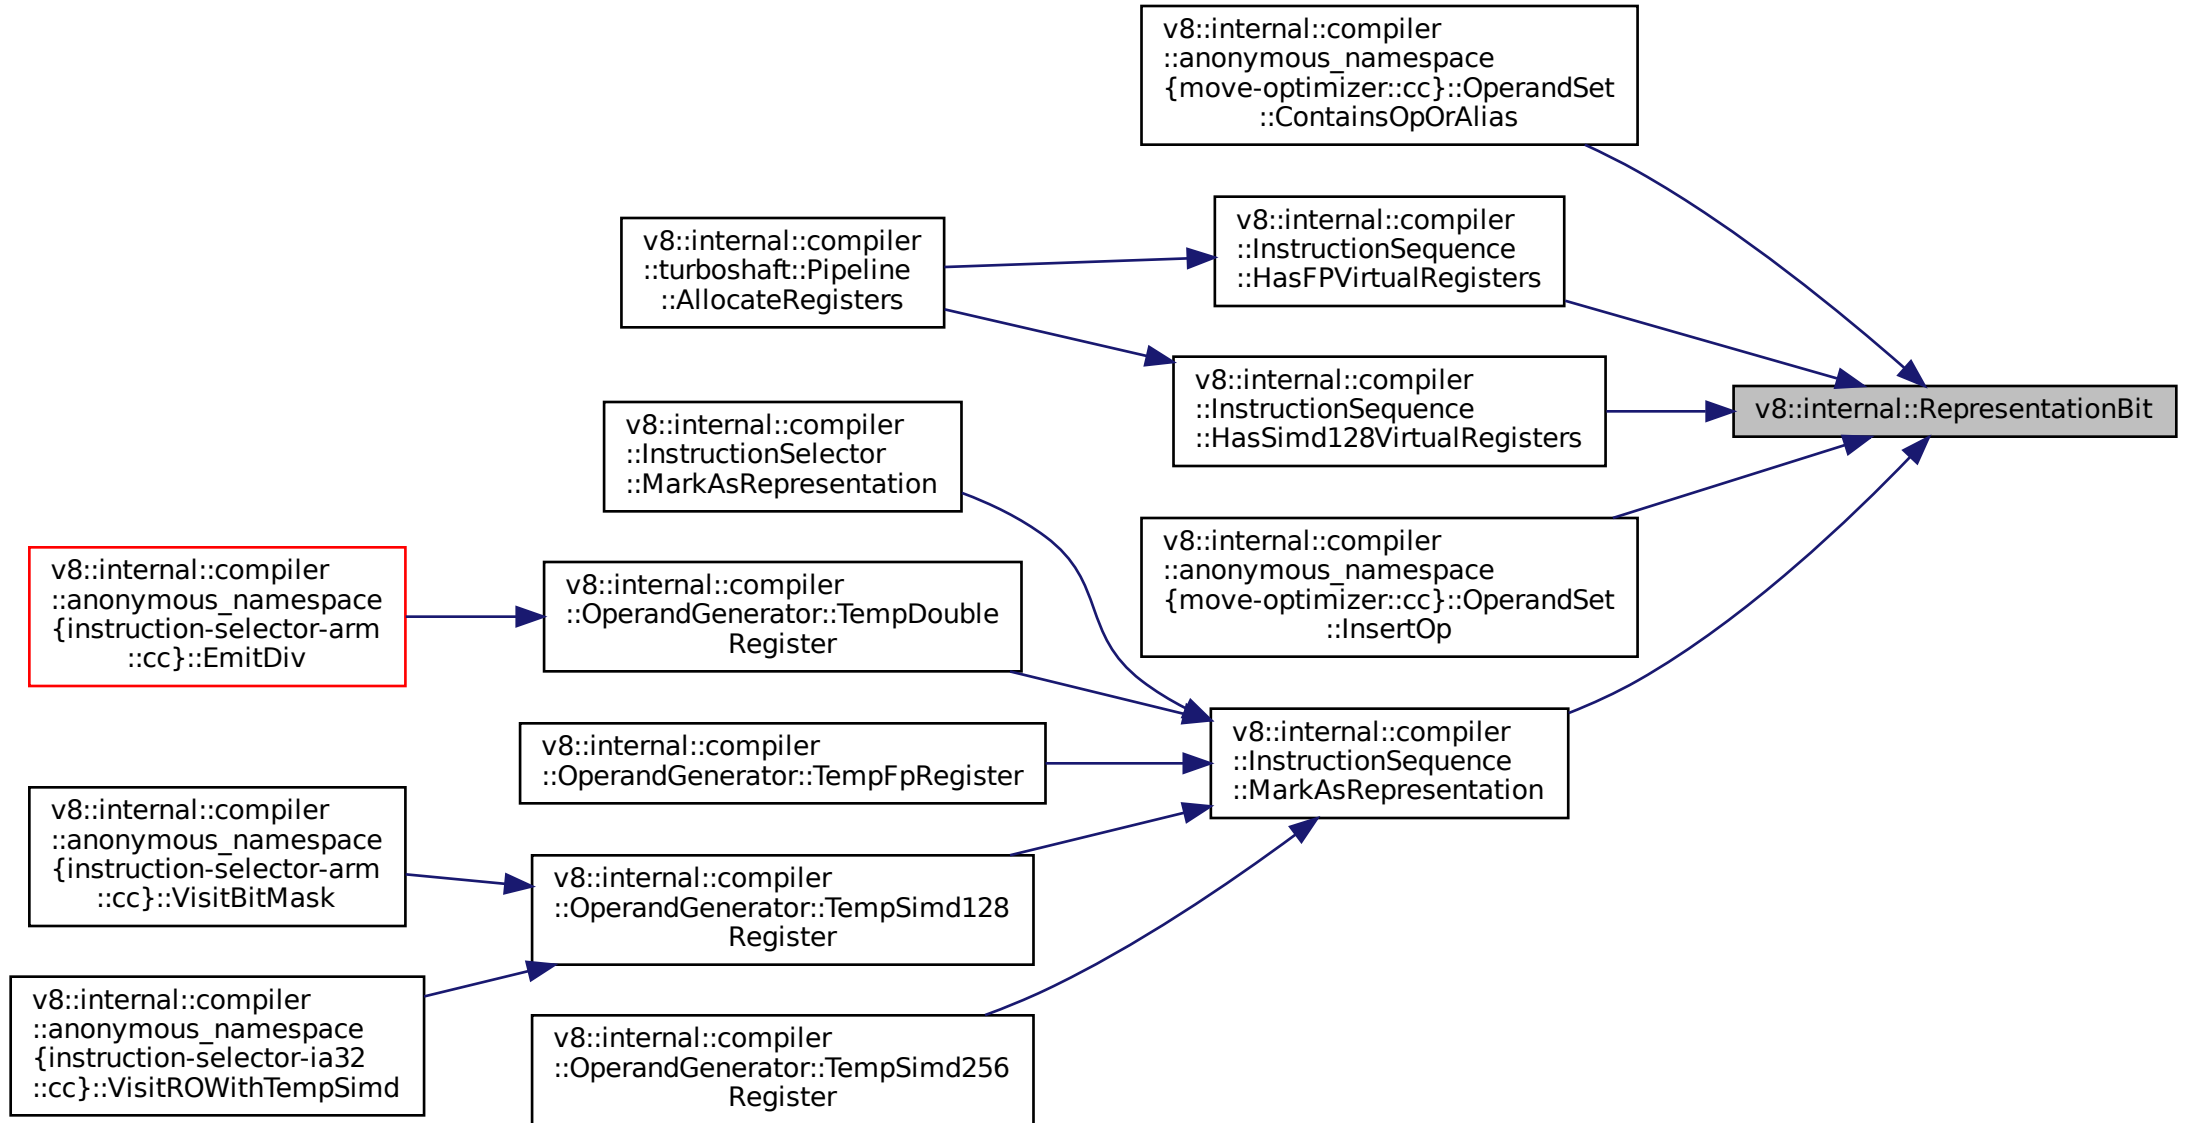 v8::internal::compiler
::anonymous_namespace
{move-optimizer::cc}::OperandSet
::ContainsOpOrAlias
v8::internal::compiler
::InstructionSequence
::HasFPVirtualRegisters
v8::internal::compiler
::turboshaft::Pipeline
::AllocateRegisters
v8::internal::compiler
::InstructionSequence
::HasSimd128VirtualRegisters
v8::internal::RepresentationBit
v8::internal::compiler
::InstructionSelector
::MarkAsRepresentation
v8::internal::compiler
::anonymous_namespace
{move-optimizer::cc}::OperandSet
::InsertOp
v8::internal::compiler
::anonymous_namespace
{instruction-selector-arm
::cc}::EmitDiv
v8::internal::compiler
::OperandGenerator::TempDouble
Register
v8::internal::compiler
::OperandGenerator::TempFpRegister
v8::internal::compiler
::InstructionSequence
::MarkAsRepresentation
v8::internal::compiler
::anonymous_namespace
{instruction-selector-arm
::cc}::VisitBitMask
v8::internal::compiler
::OperandGenerator::TempSimd128
Register
v8::internal::compiler
::anonymous_namespace
{instruction-selector-ia32
::cc}::VisitROWithTempSimd
v8::internal::compiler
::OperandGenerator::TempSimd256
Register